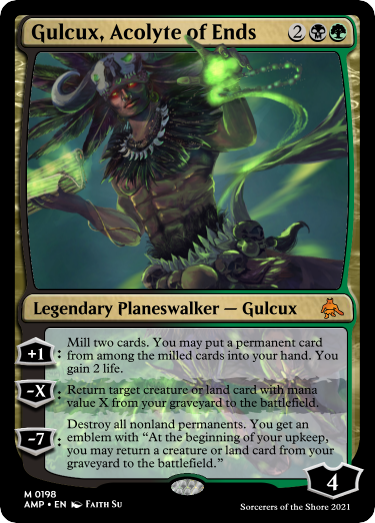 Gulcux, Acolyte of Ends 2
Legendary Planeswalker — Gulcux
+1: Mill two cards. You may put a permanent card
from among the milled cards into your hand. You
gain 2 life.
-X: Return target creature or land card with mana
value X from your graveyard to the battlefield.
-7: Destroy all nonland permanents. You get an
emblem with “At the beginning of your upkeep,
you may return a creature or land card from your
graveyard to the battlefield.”
4
M 0198
AMP • EN Faith Su
Sorcerers of the Shore 2021